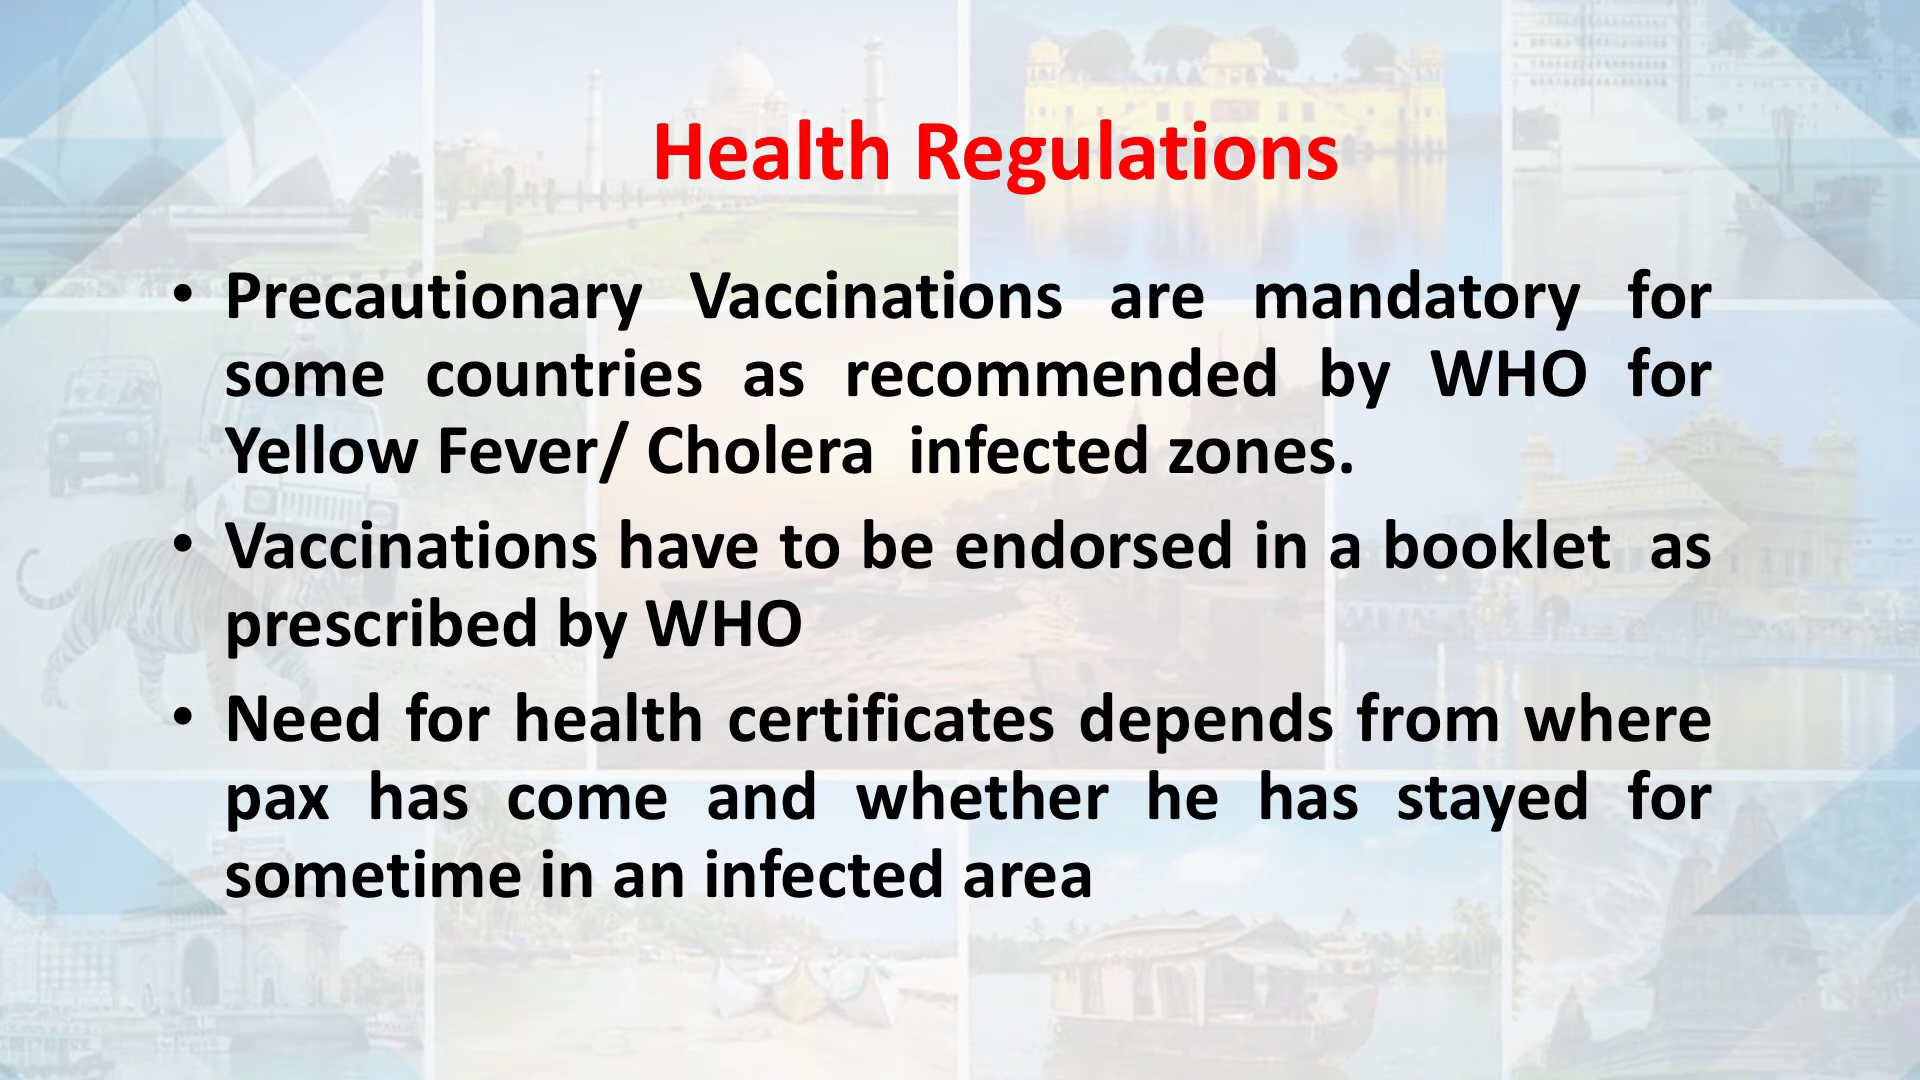 Health Regulations
• Precautionary Vaccinations are mandatory for
some countries as recommended by WHO for
Yellow Fever/ Cholera  infected zones.
• Vaccinations have to be endorsed in a booklet  as
prescribed by WHO
• Need for health certificates depends from where
pax has come and whether he has stayed for
sometime in an infected area